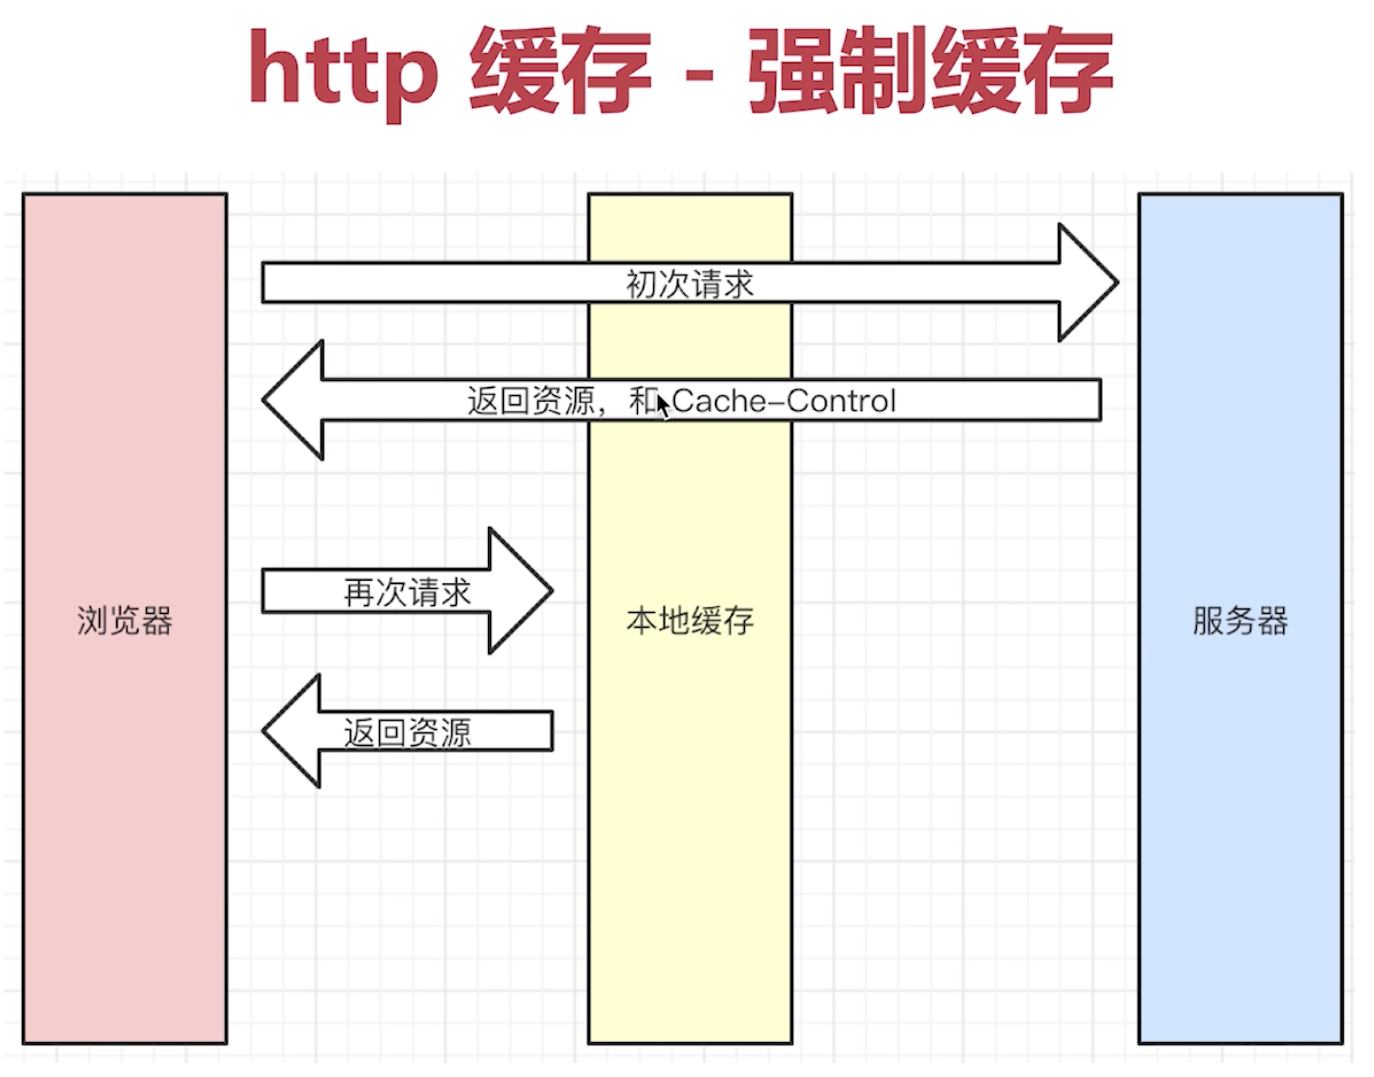 http 缓存 - 强制缓存
初次请求
返回资源，和 Cache-Control
再次请求
浏览器
本地缓存
服务器
返回资源